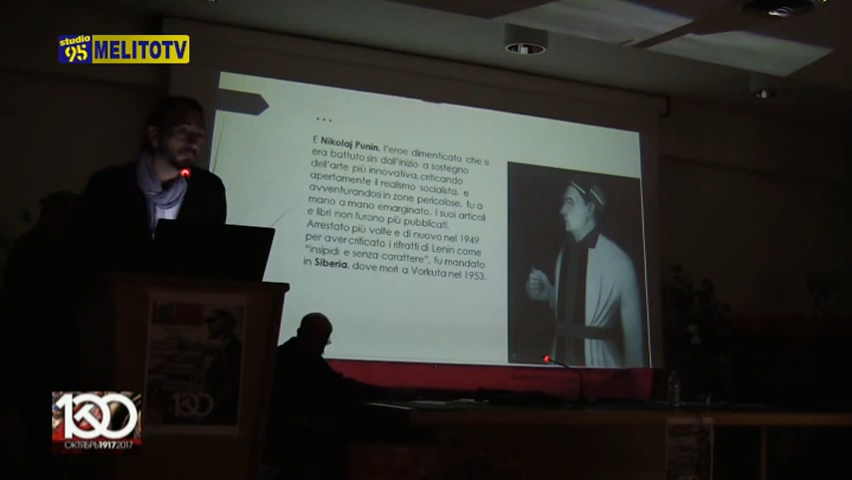 studio
95 MELITOTV
...
E Nikolaj Punin, l'eroe dimenticato che si
era battuto sin dall'inizio a sostegno
dell'arte più innovativa, criticando
apertamente il realismo socialista, e
avventurandosi in zone pericolose, fu a
mano a mano emarginato. I suoi articoli
e libri non furono più pubblicati.
Arrestato più volte e di nuovo nel 1949
per aver criticato i ritratti di Lenin come
"insipidi e senza carattere", fu mandato
in Siberia, dove morì a Vorkuta nel 1953.
100
ОКТЯБРЬ19172017